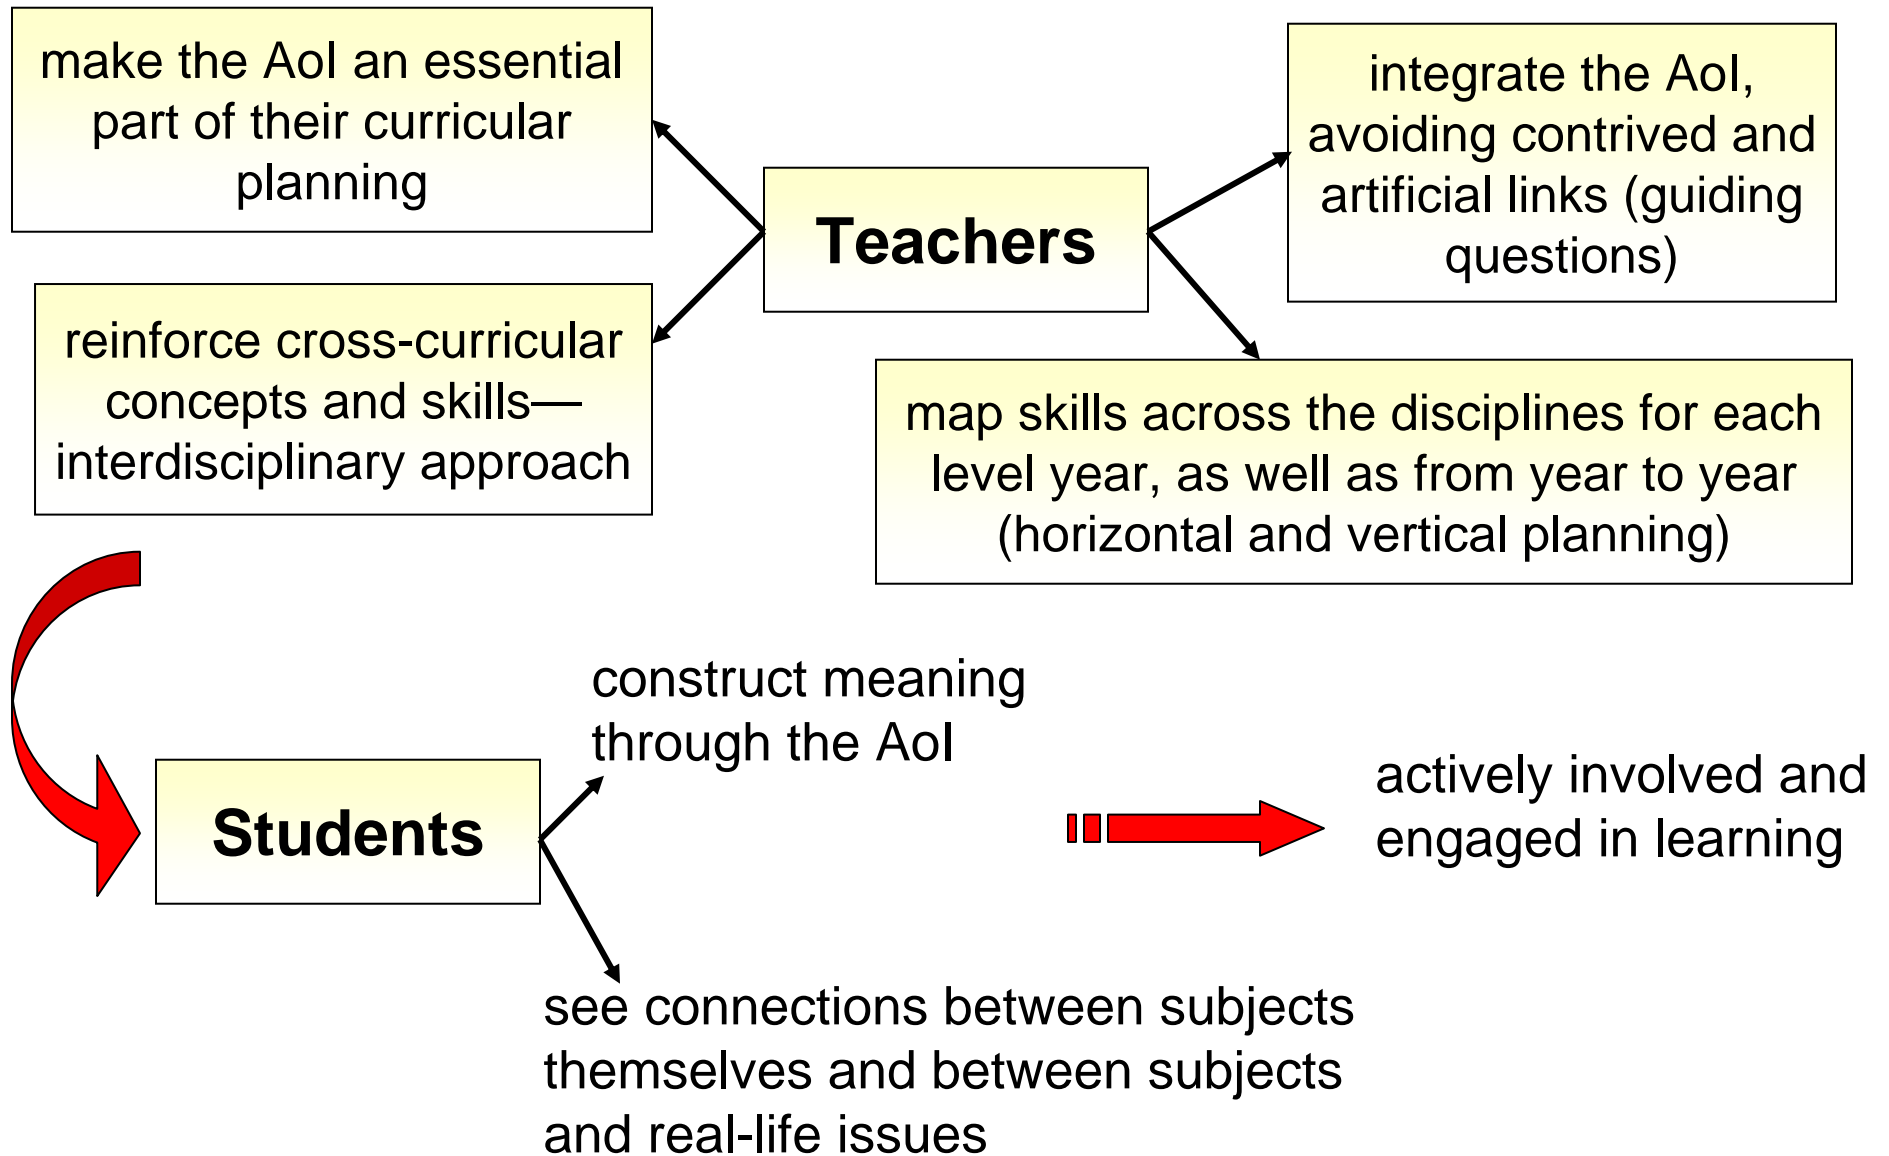 make the AoI an essential
part of their curricular
planning
Teachers
integrate the AoI,
avoiding contrived and
artificial links (guiding
questions)
reinforce cross-curricular
concepts and skills—
interdisciplinary approach
map skills across the disciplines for each
level year, as well as from year to year
(horizontal and vertical planning)
Students
construct meaning
through the AoI
see connections between subjects
themselves and between subjects
and real-life issues
actively involved and
engaged in learning